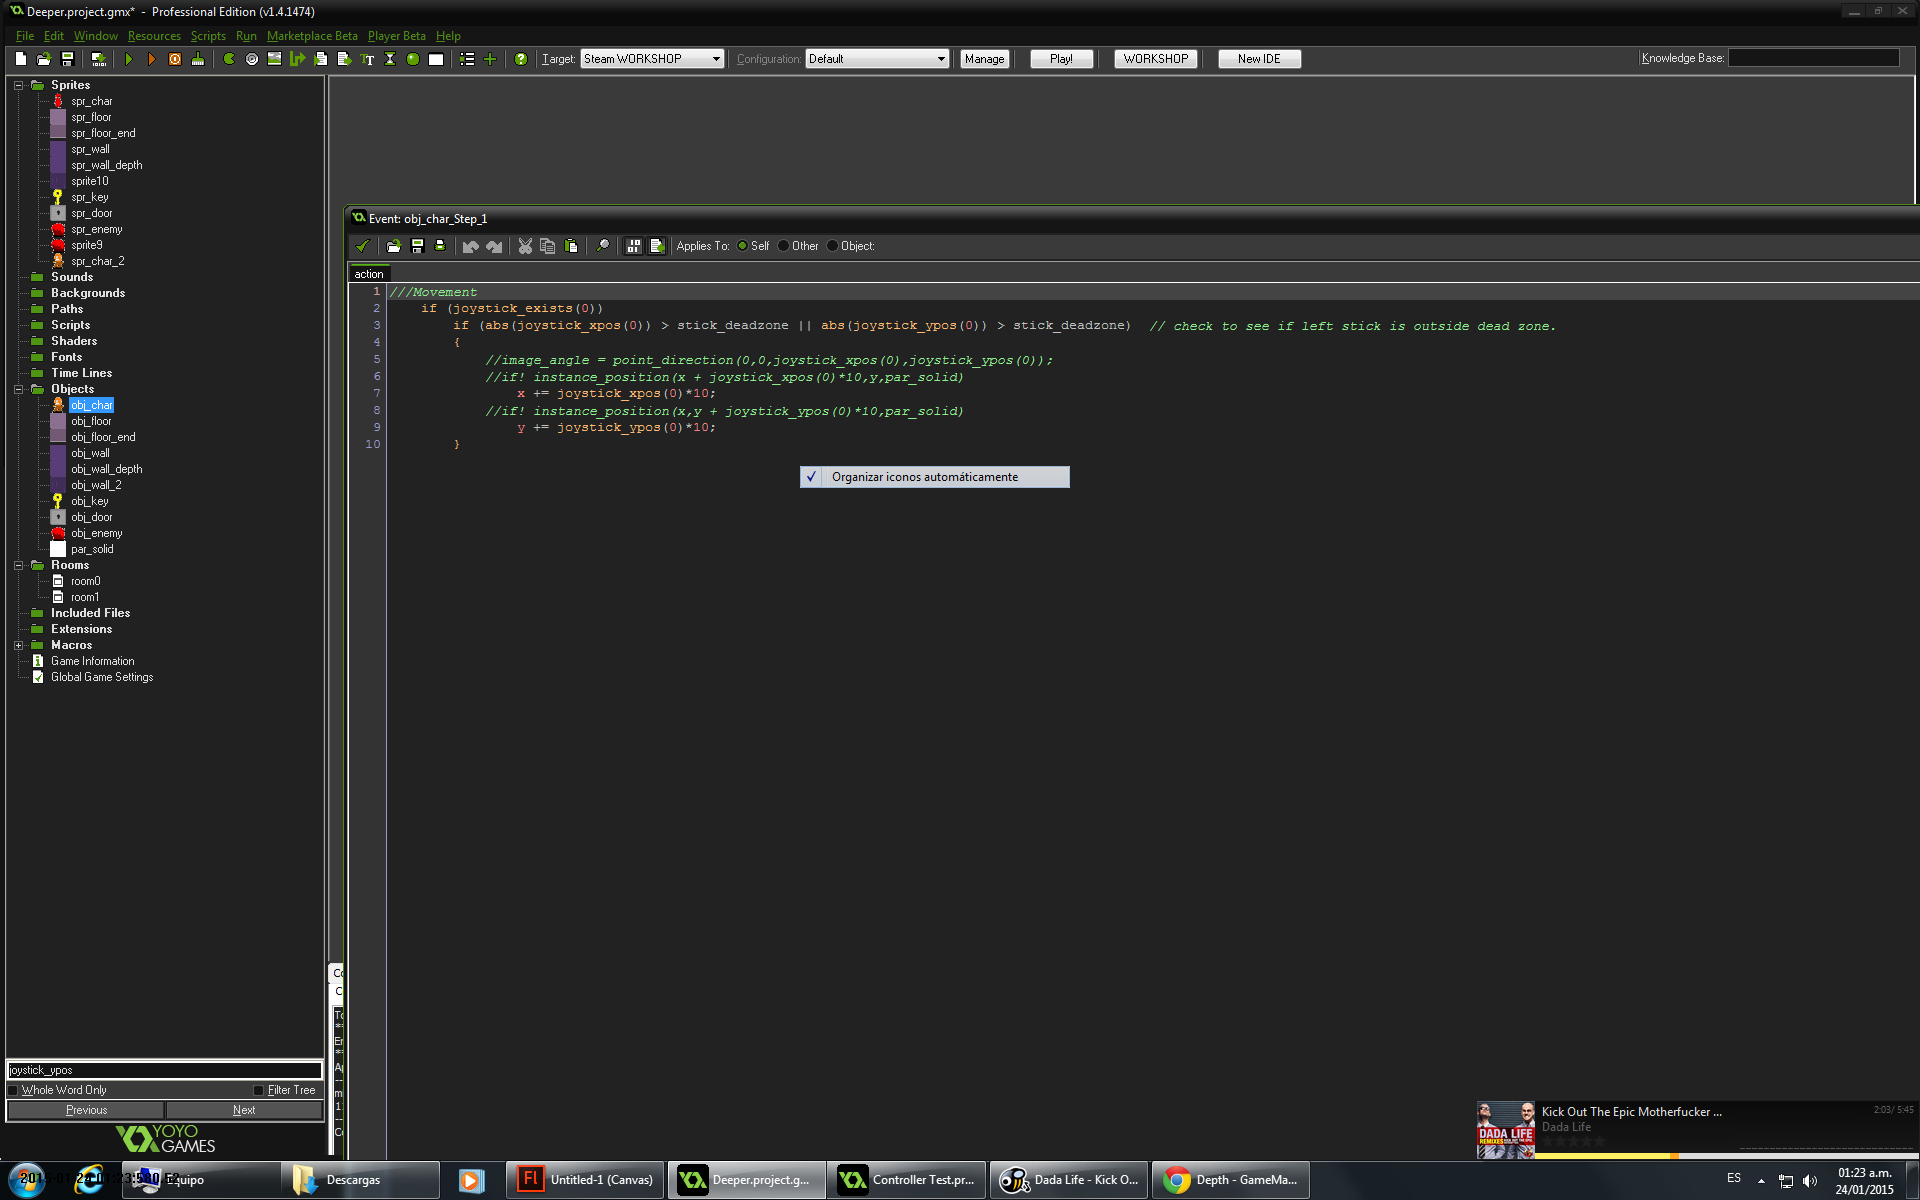 Deeper.project.gmx* - Professional Edition (v1.4.1474)
File Edit Window Resources Scripts Run Marketplace Beta Player Beta Help
Target: Steam WORKSHOP Configuration: Default Manage Play! WORKSHOP New IDE Knowledge Base:
Sprites
spr_char
spr_floor
spr_floor_end
spr_wall
spr_wall_depth
sprite10
spr_key
spr_door
spr_enemy
sprite9
spr_char_2
Sounds
Backgrounds
Paths
Scripts
Shaders
Fonts
Time Lines
Objects
obj_char
obj_floor
obj_floor_end
obj_wall
obj_wall_depth
obj_wall_2
obj_key
obj_door
obj_enemy
par_solid
Rooms
room0
room1
Included Files
Extensions
Macros
Game Information
Global Game Settings
joystick_ypos
Whole Word Only Filter Tree
Previous Next
YOYO
GAMES
Event: obj_char_Step_1
Applies To: Self Other Object:
action
1 ///Movement
2 if (joystick_exists(0))
3 if (abs(joystick_xpos(0)) > stick_deadzone || abs(joystick_ypos(0)) > stick_deadzone) // check to see if left stick is outside dead zone.
4 {
5 //image_angle = point_direction(0,0,joystick_xpos(0),joystick_ypos(0));
6 //if! instance_position(x + joystick_xpos(0)*10,y,par_solid)
7 x += joystick_xpos(0)*10;
8 //if! instance_position(x,y + joystick_ypos(0)*10,par_solid)
9 y += joystick_ypos(0)*10;
10 }
Organizar iconos automáticamente
Kick Out The Epic Motherfucker ... 2:03/ 5:45
Dada Life
DADA LIFE
Equipo
Descargas
Untitled-1 (Canvas)
Deeper.project.g...
Controller Test.pr...
Dada Life - Kick O...
Depth - GameMa...
ES
01:23 a.m.
24/01/2015